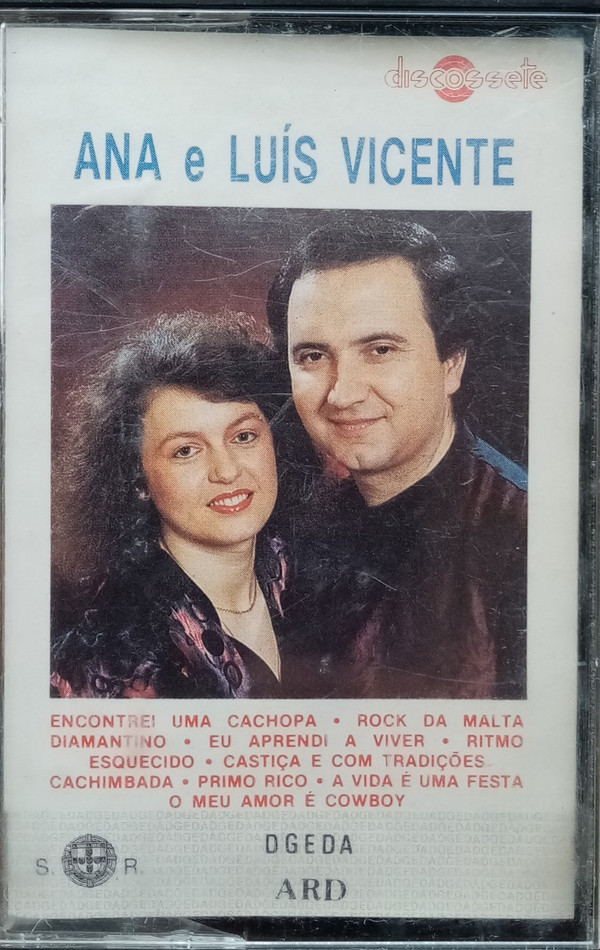 discossete
ANA e LUÍS VICENTE
ENCONTREI UMA CACHOPA • ROCK DA MALTA
DIAMANTINO • EU APRENDI A VIVER • RITMO
ESQUECIDO • CASTIÇA E COM TRADIÇÕES
CACHIMBADA • PRIMO RICO • A VIDA É UMA FESTA
O MEU AMOR É COWBOY
DGEDA
S. R.
ARD